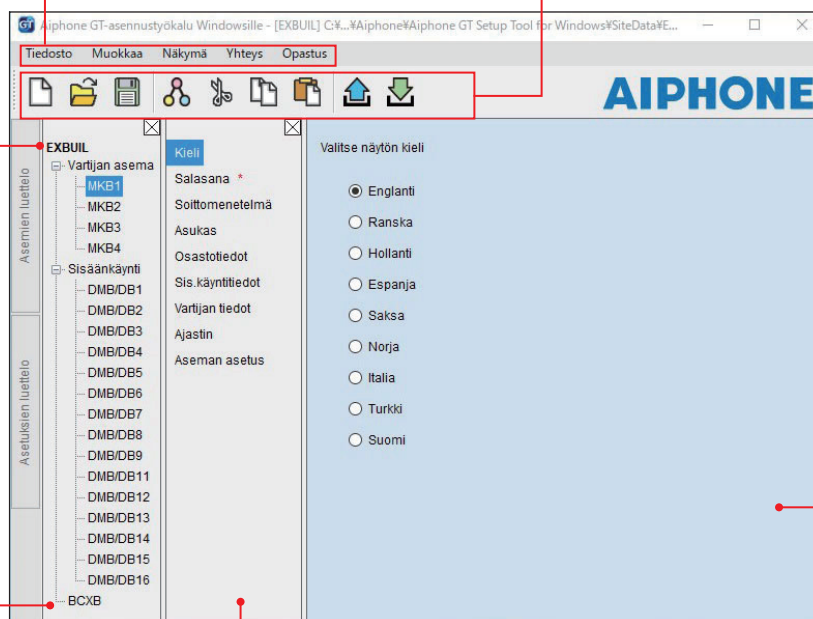 Aiphone GT-asennustyökalu Windowsille - [EXBUIL] C:¥...¥Aiphone¥Aiphone GT Setup Tool for Windows¥SiteData¥E...
Tiedosto Muokkaa Näkymä Yhteys Opastus
AIPHONE
Asemien luettelo
Asetuksien luettelo
EXBUIL
Vartijan asema
MKB1
MKB2
MKB3
MKB4
Sisäänkäynti
DMB/DB1
DMB/DB2
DMB/DB3
DMB/DB4
DMB/DB5
DMB/DB6
DMB/DB7
DMB/DB8
DMB/DB9
DMB/DB11
DMB/DB12
DMB/DB13
DMB/DB14
DMB/DB15
DMB/DB16
BCXB
Kieli
Salasana *
Soittomenetelmä
Asukas
Osastotiedot
Sis.käyntitiedot
Vartijan tiedot
Ajastin
Aseman asetus
Valitse näytön kieli
Englanti
Ranska
Hollanti
Espanja
Saksa
Norja
Italia
Turkki
Suomi